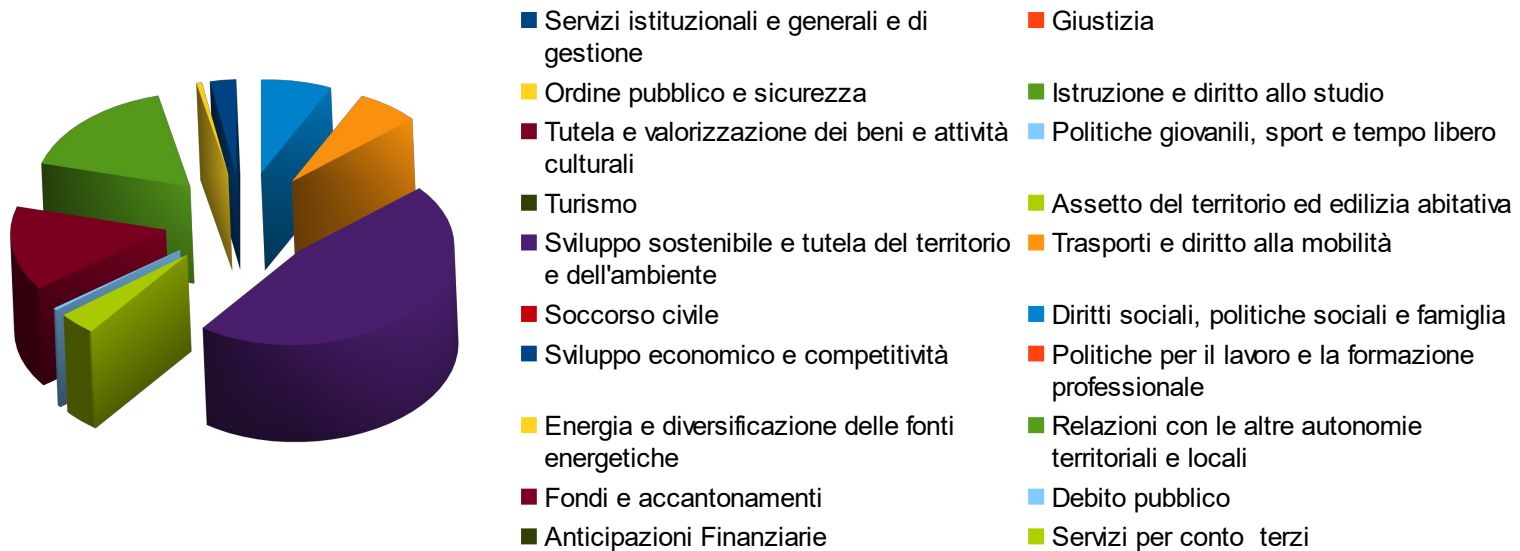 Servizi istituzionali e generali e di
gestione
Giustizia
Ordine pubblico e sicurezza
Istruzione e diritto allo studio
Tutela e valorizzazione dei beni e attività
culturali
Politiche giovanili, sport e tempo libero
Turismo
Assetto del territorio ed edilizia abitativa
Sviluppo sostenibile e tutela del territorio
e dell'ambiente
Trasporti e diritto alla mobilità
Soccorso civile
Diritti sociali, politiche sociali e famiglia
Sviluppo economico e competitività
Politiche per il lavoro e la formazione
professionale
Energia e diversificazione delle fonti
energetiche
Relazioni con le altre autonomie
territoriali e locali
Fondi e accantonamenti
Debito pubblico
Anticipazioni Finanziarie
Servizi per conto  terzi